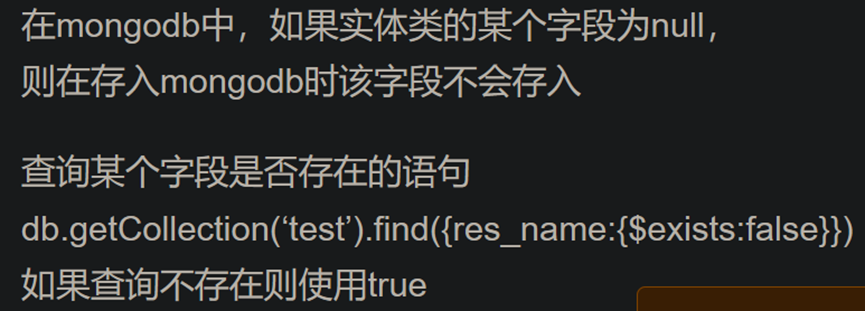 在mongodb中，如果实体类的某个字段为null，
则在存入mongodb时该字段不会存入
查询某个字段是否存在的语句
db.getCollection(‘test’).find({res_name:{$exists:false}})
如果查询不存在则使用true